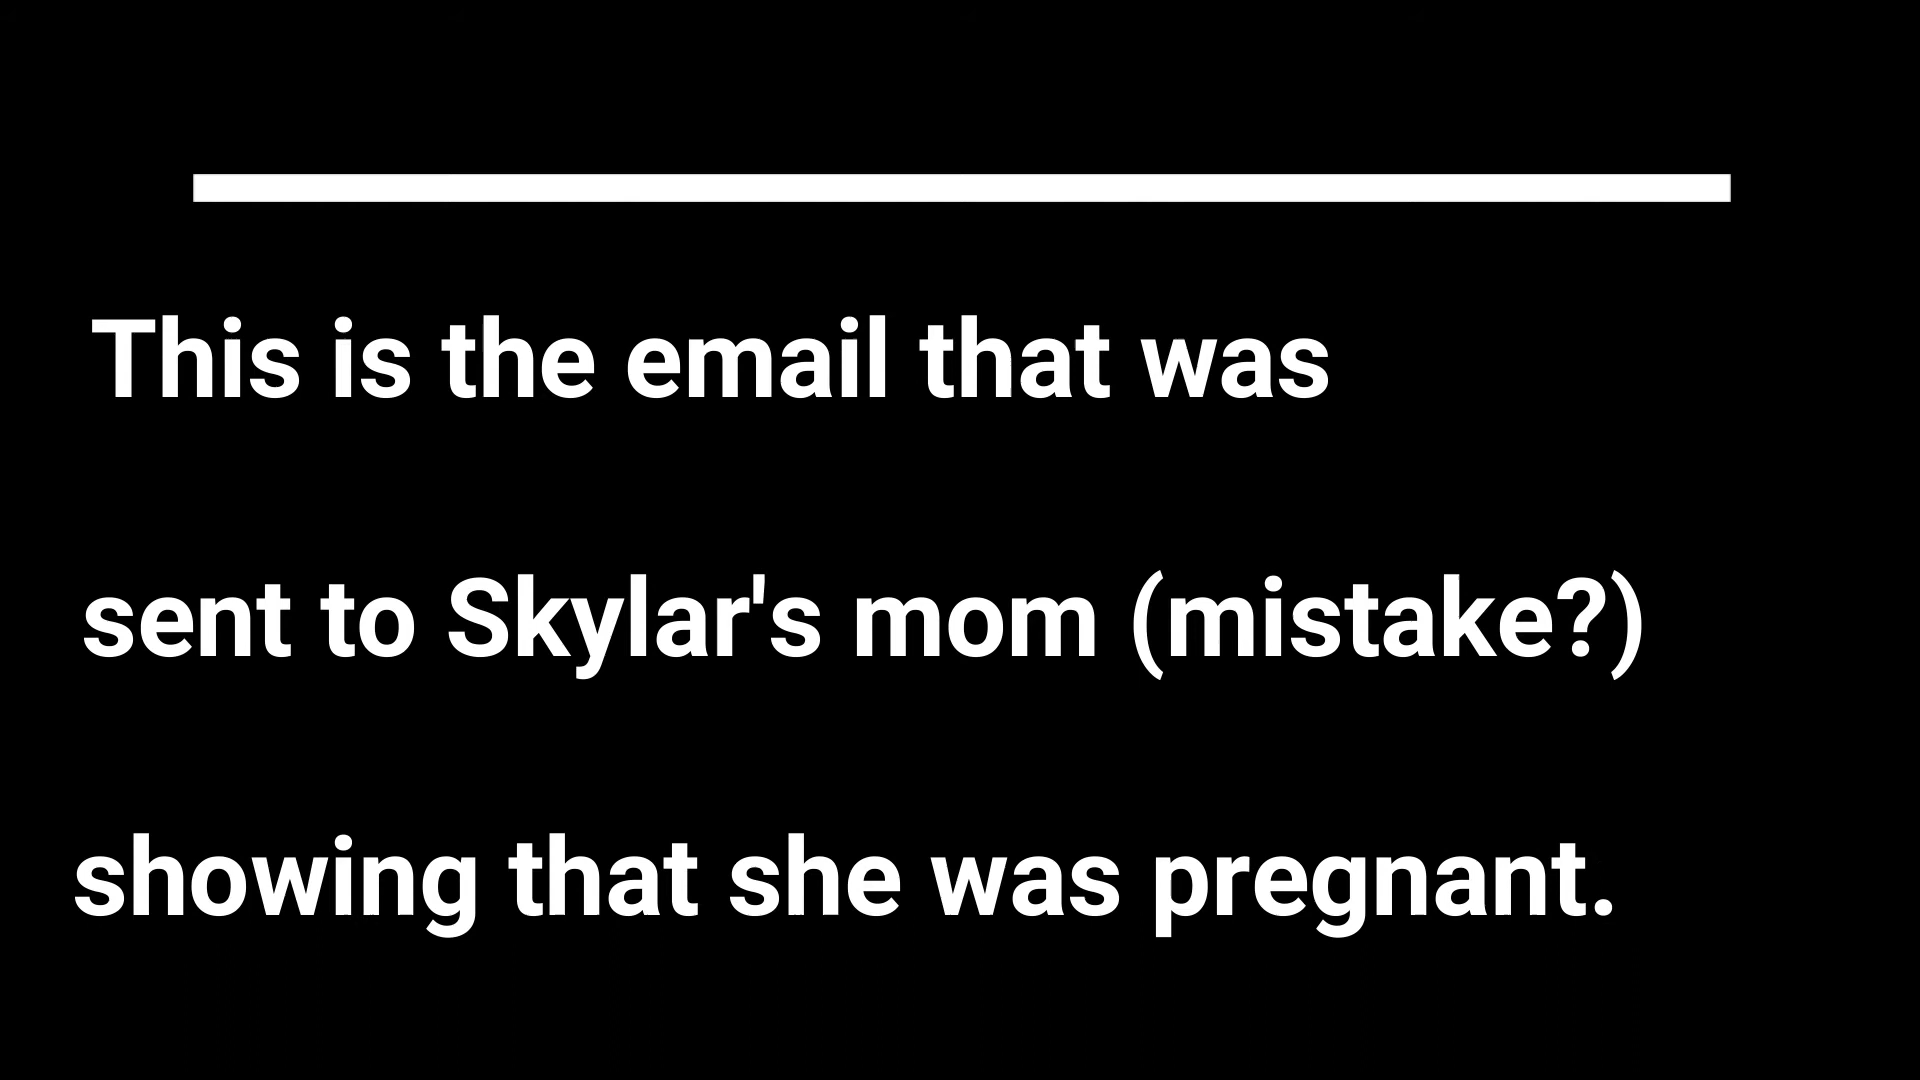 This is the email that was
sent to Skylar's mom (mistake?)
showing that she was pregnant.